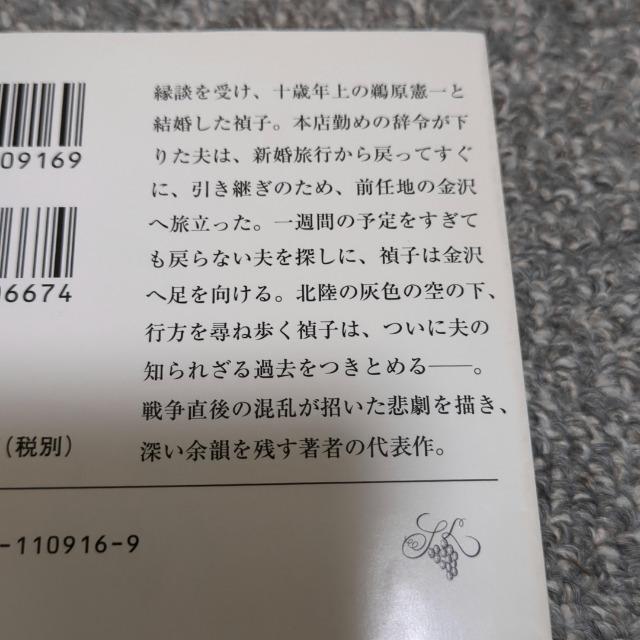 縁談を受け、十歳年上の鵜原憲一と
結婚した禎子。本店勤めの辞令が下
りた夫は、新婚旅行から戻ってすぐ
に、引き継ぎのため、前任地の金沢
へ旅立った。一週間の予定をすぎて
も戻らない夫を探しに、禎子は金沢
へ足を向ける。北陸の灰色の空の下、
行方を尋ね歩く禎子は、ついに夫の
知られざる過去をつきとめる――。
戦争直後の混乱が招いた悲劇を描き、
深い余韻を残す著者の代表作。
09169
06674
（税別）
-110916-9